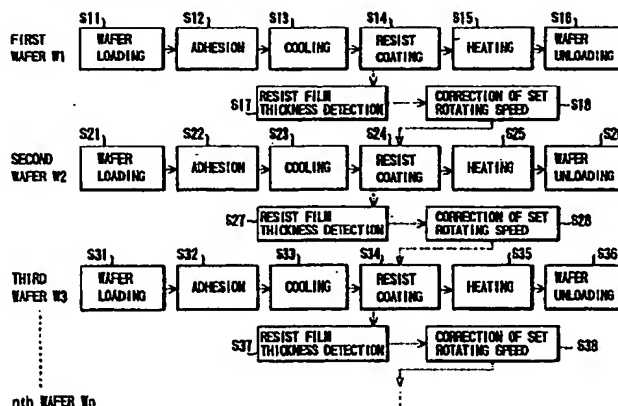 S11 S12 S13 S14 S15 S16
FIRST
WAFER W1
WAFER
LOADING
ADHESION
COOLING
RESIST
COATING
HEATING
WAFER
UNLOADING
S17
RESIST FILM
THICKNESS DETECTION
CORRECTION OF SET
ROTATING SPEED
S18
S21 S22 S23 S24 S25 S26
SECOND
WAFER W2
WAFER
LOADING
ADHESION
COOLING
RESIST
COATING
HEATING
WAFER
UNLOADING
S27
RESIST FILM
THICKNESS DETECTION
CORRECTION OF SET
ROTATING SPEED
S28
S31 S32 S33 S34 S35 S36
THIRD
WAFER W3
WAFER
LOADING
ADHESION
COOLING
RESIST
COATING
HEATING
WAFER
UNLOADING
S37
RESIST FILM
THICKNESS DETECTION
CORRECTION OF SET
ROTATING SPEED
S38
nth WAFER Wn